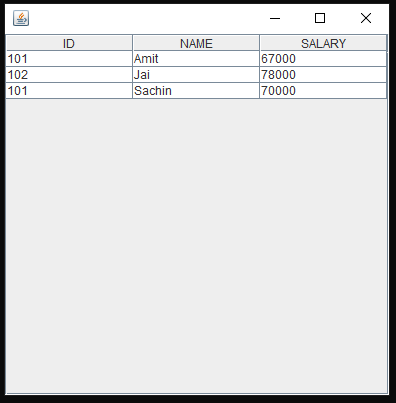 ID NAME SALARY
101 Amit 67000
102 Jai 78000
101 Sachin 70000